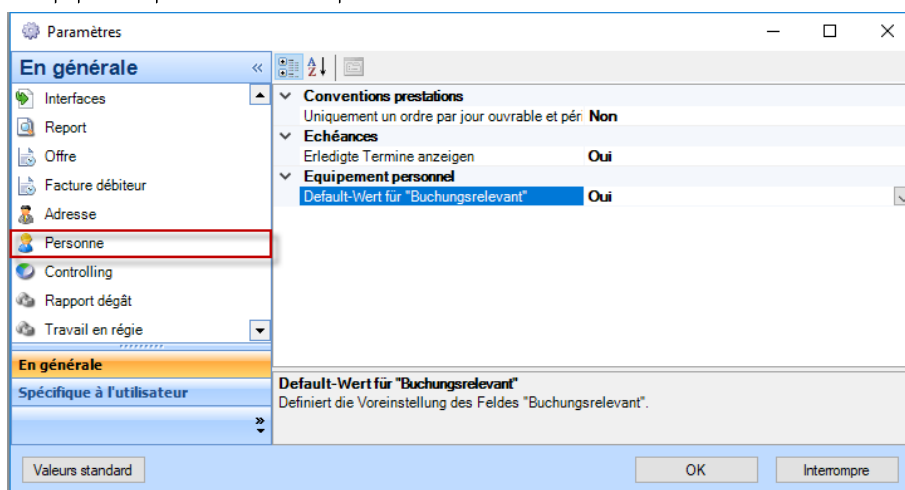 Paramètres
En générale
Interfaces
Report
Offre
Facture débiteur
Adresse
Personne
Controlling
Rapport dégât
Travail en régie
En générale
Spécifique à l'utilisateur
Conventions prestations
Uniquement un ordre par jour ouvrable et péri Non
Echéances
Erledigte Termine anzeigen Oui
Equipement personnel
Default-Wert für "Buchungsrelevant" Oui
Default-Wert für "Buchungsrelevant"
Definiert die Voreinstellung des Feldes "Buchungsrelevant".
Valeurs standard
OK
Interrompre